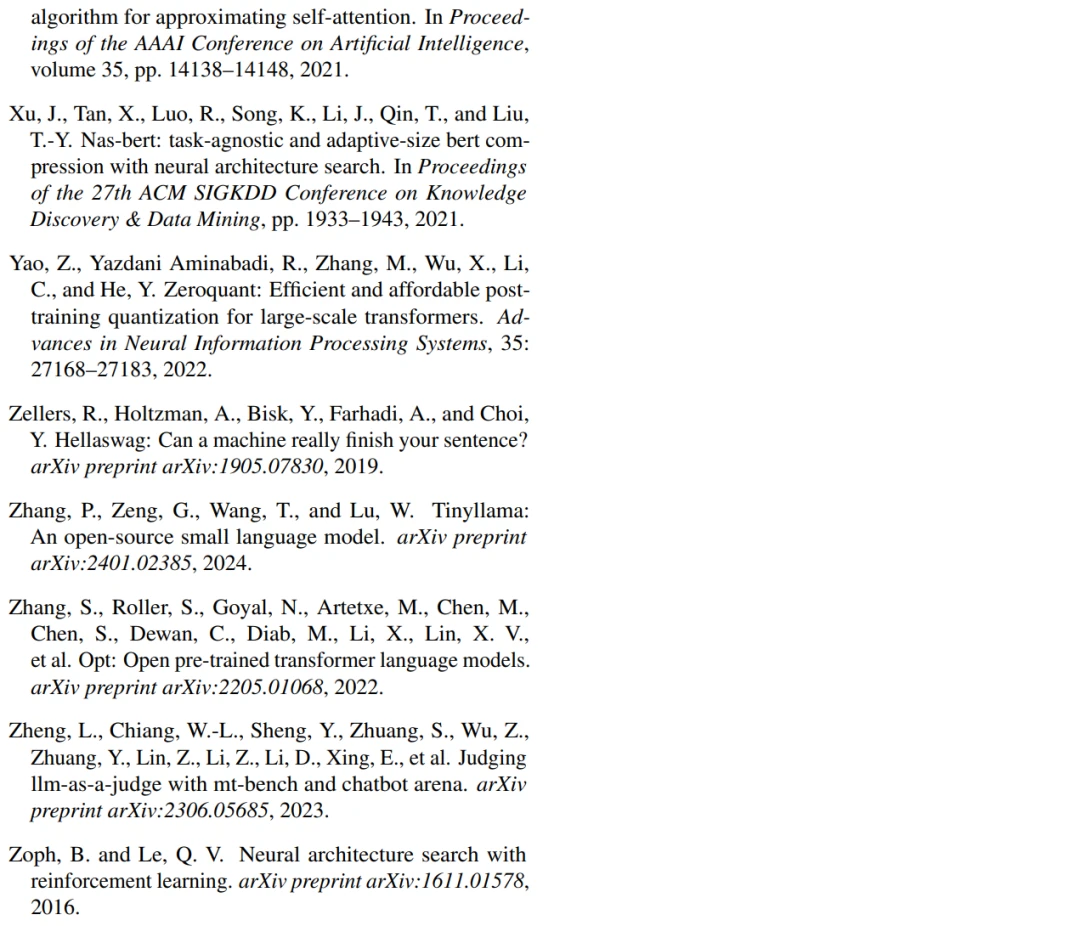 algorithm for approximating self-attention. In Proceed-
ings of the AAAI Conference on Artificial Intelligence,
volume 35, pp. 14138–14148, 2021.
Xu, J., Tan, X., Luo, R., Song, K., Li, J., Qin, T., and Liu,
T.-Y. Nas-bert: task-agnostic and adaptive-size bert com-
pression with neural architecture search. In Proceedings
of the 27th ACM SIGKDD Conference on Knowledge
Discovery & Data Mining, pp. 1933–1943, 2021.
Yao, Z., Yazdani Aminabadi, R., Zhang, M., Wu, X., Li,
C., and He, Y. Zeroquant: Efficient and affordable post-
training quantization for large-scale transformers. Ad-
vances in Neural Information Processing Systems, 35:
27168–27183, 2022.
Zellers, R., Holtzman, A., Bisk, Y., Farhadi, A., and Choi,
Y. Hellaswag: Can a machine really finish your sentence?
arXiv preprint arXiv:1905.07830, 2019.
Zhang, P., Zeng, G., Wang, T., and Lu, W. Tinyllama:
An open-source small language model. arXiv preprint
arXiv:2401.02385, 2024.
Zhang, S., Roller, S., Goyal, N., Artetxe, M., Chen, M.,
Chen, S., Dewan, C., Diab, M., Li, X., Lin, X. V.,
et al. Opt: Open pre-trained transformer language models.
arXiv preprint arXiv:2205.01068, 2022.
Zheng, L., Chiang, W.-L., Sheng, Y., Zhuang, S., Wu, Z.,
Zhuang, Y., Lin, Z., Li, Z., Li, D., Xing, E., et al. Judging
llm-as-a-judge with mt-bench and chatbot arena. arXiv
preprint arXiv:2306.05685, 2023.
Zoph, B. and Le, Q. V. Neural architecture search with
reinforcement learning. arXiv preprint arXiv:1611.01578,
2016.